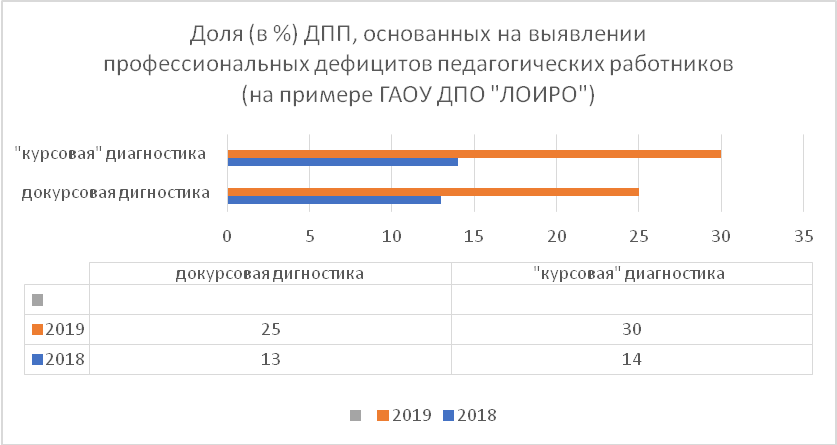 Доля (в %) ДПП, основанных на выявлении
профессиональных дефицитов педагогических работников
(на примере ГАОУ ДПО "ЛОИРО")
"курсовая" диагностика
докурсовая дигностика
0 5 10 15 20 25 30 35
докурсовая дигностика "курсовая" диагностика
2019 25 30
2018 13 14
2019 2018